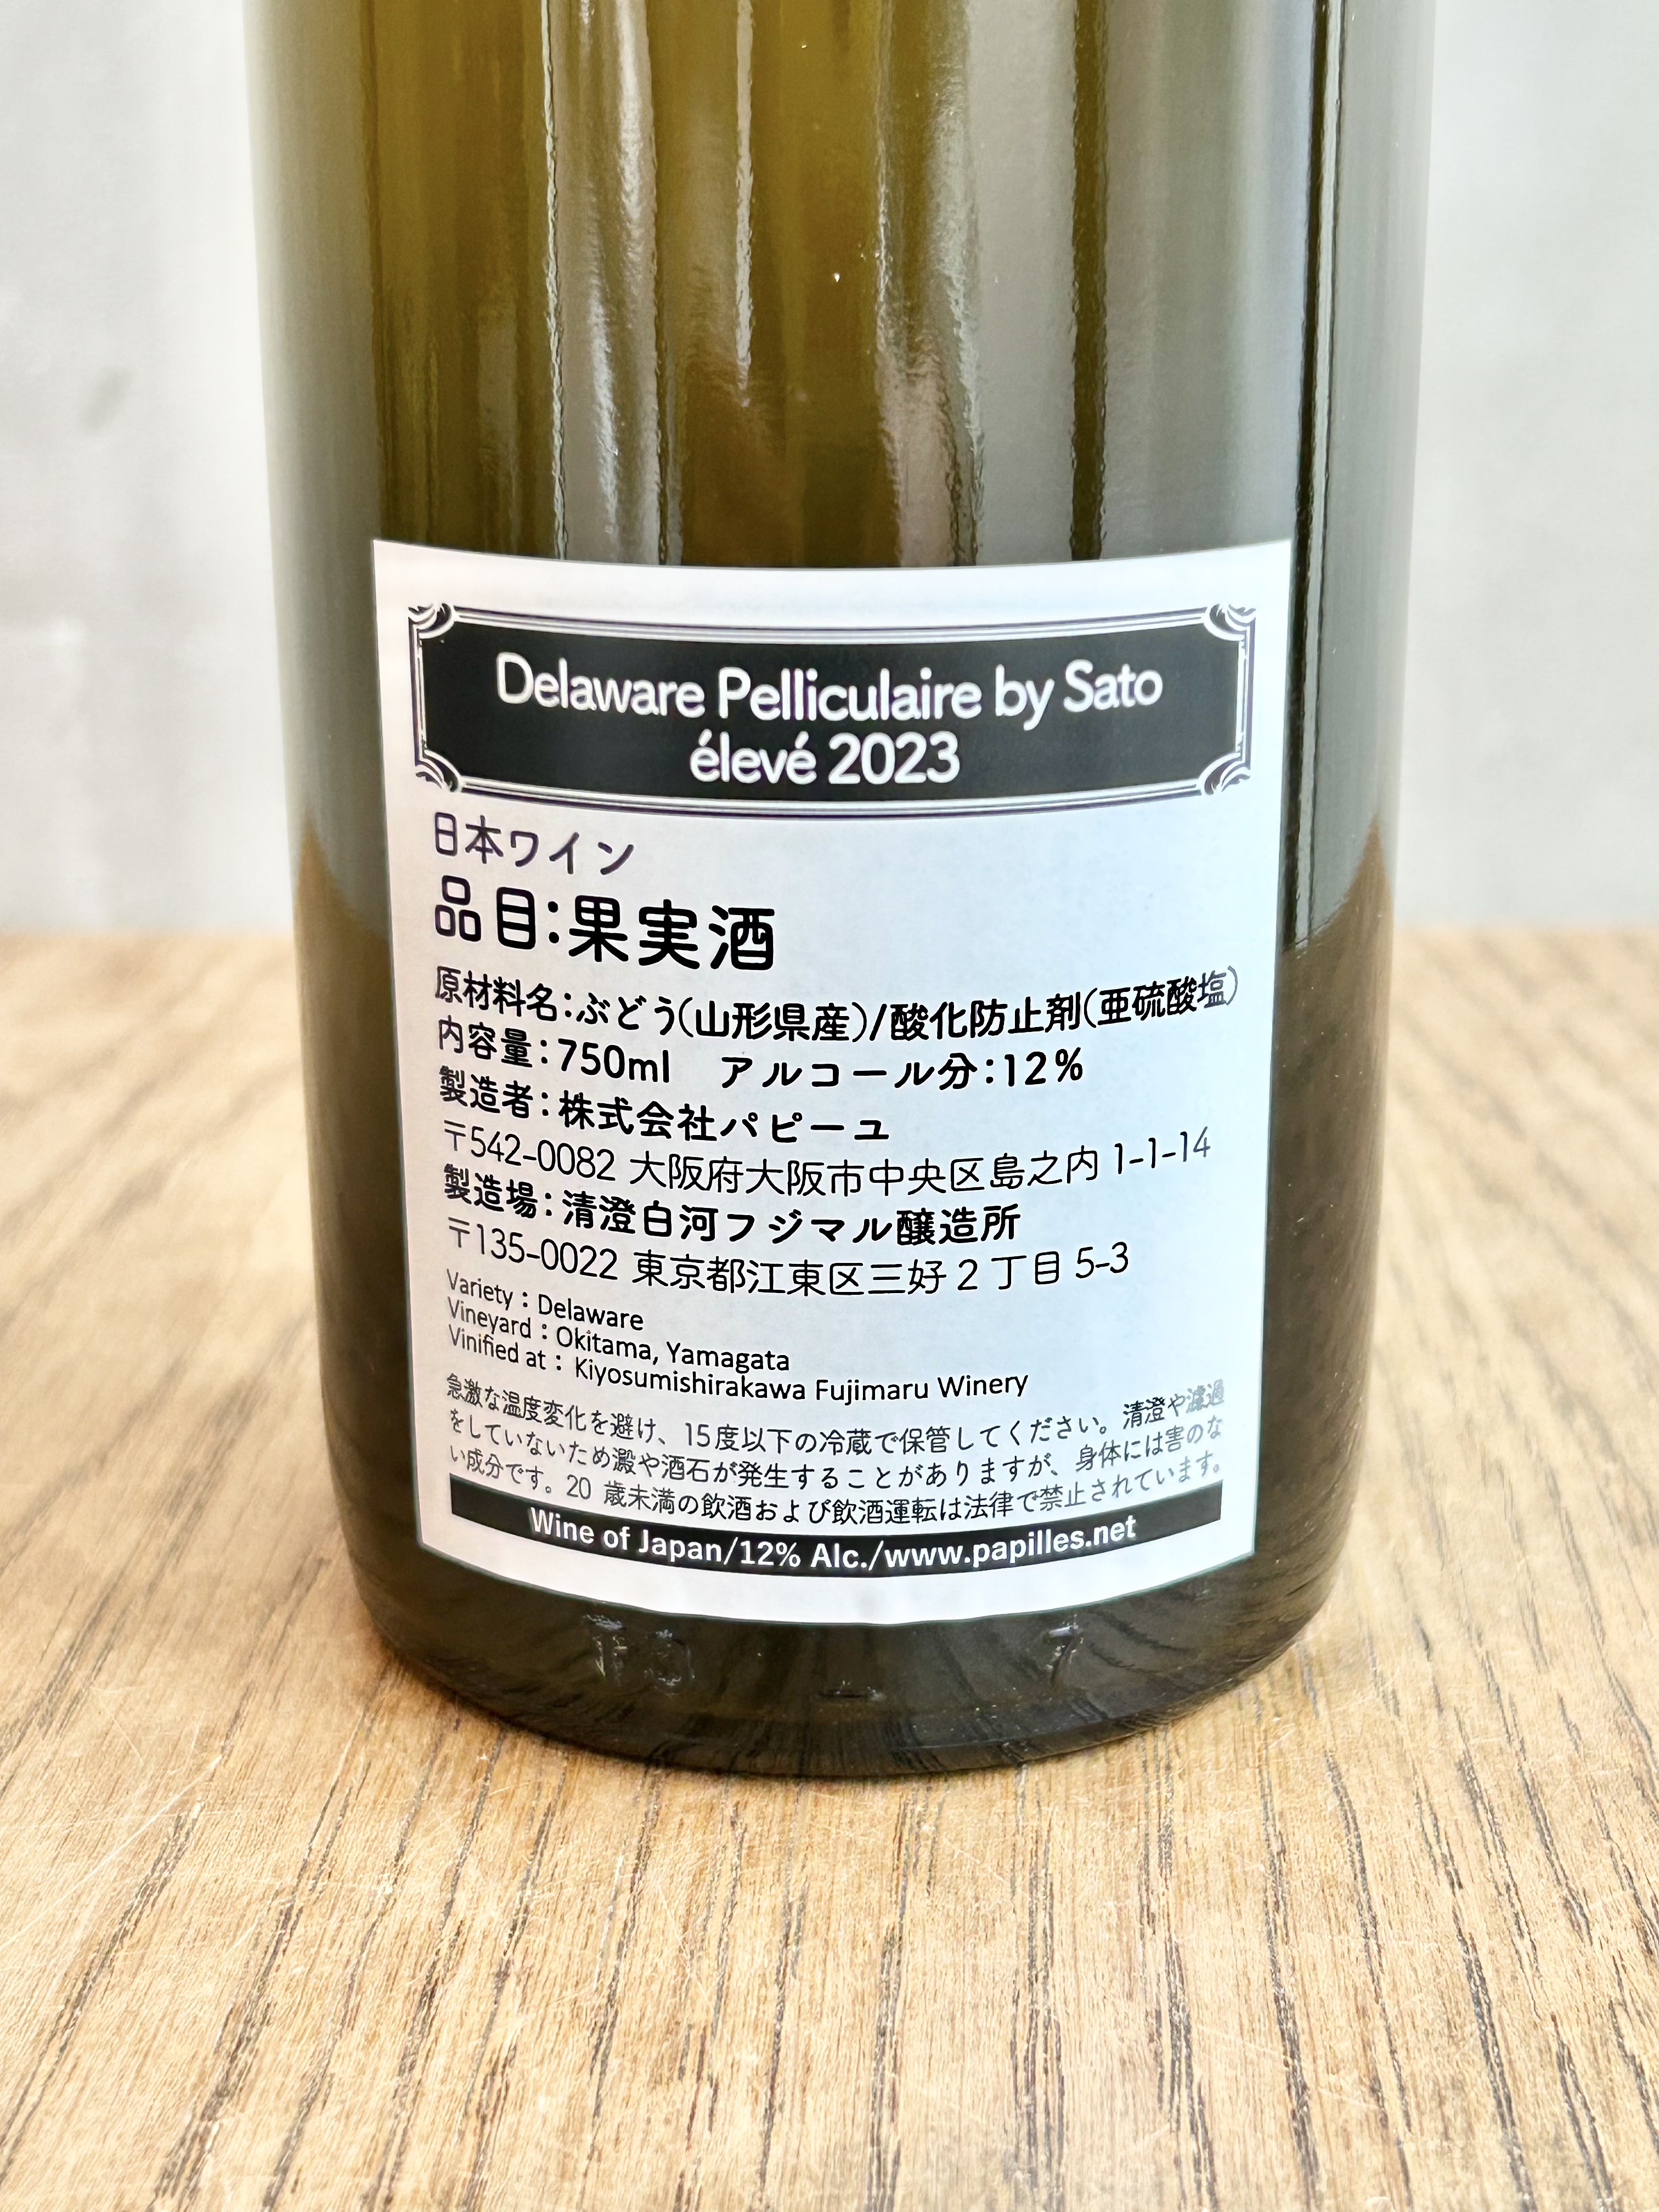 Delaware Pelliculaire by Sato
élevé 2023
日本ワイン
品目:果実酒
原材料名:ぶどう(山形県産)/酸化防止剤(亜硫酸塩)
内容量:750ml　アルコール分:12%
製造者:株式会社パピーユ
〒542-0082 大阪府大阪市中央区島之内 1-1-14
製造場:清澄白河フジマル醸造所
〒135-0022 東京都江東区三好 2 丁目 5-3
Variety:Delaware
Vineyard:Okitama, Yamagata
Vinified at: Kiyosumishirakawa Fujimaru Winery
急激な温度変化を避け、15度以下の冷蔵で保管してください。清澄や濾過
をしていないため澱や酒石が発生することがありますが、身体には害のな
い成分です。20 歳未満の飲酒および飲酒運転は法律で禁止されています。
Wine of Japan/12% Alc./www.papilles.net